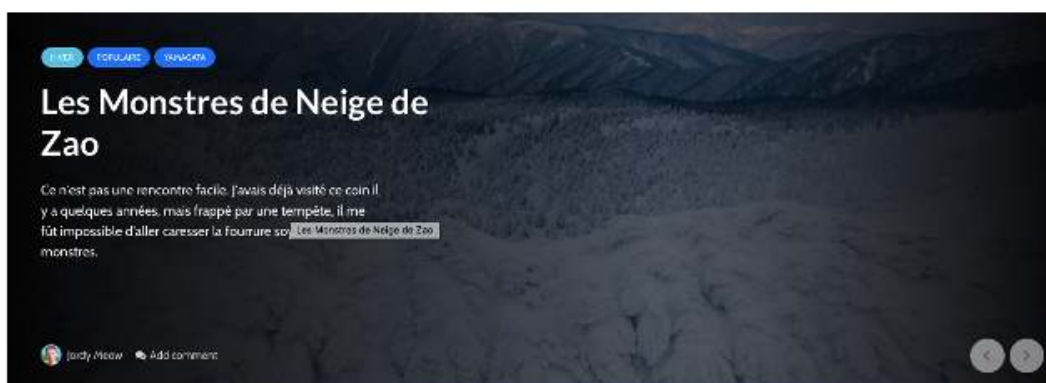 HIVER POPULAIRE YAMAGATA
Les Monstres de Neige de
Zao
Ce n'est pas une rencontre facile. J'avais déjà visité ce coin il
y a quelques années, mais frappé par une tempête, il me
fût impossible d'aller caresser la fourrure Les Monstres de Neige de Zao
monstres.
Jordy Meow Add comment